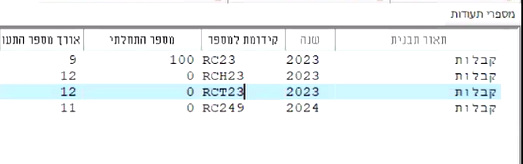 מספרי תעודות
תאור תבנית שנה קידומת למספר מספר התחלתי אורך מספר התעו
קבלות 2023 RC23 100 9
קבלות 2023 RCH23 0 12
קבלות 2023 RCT23 0 12
קבלות 2024 RC249 0 11